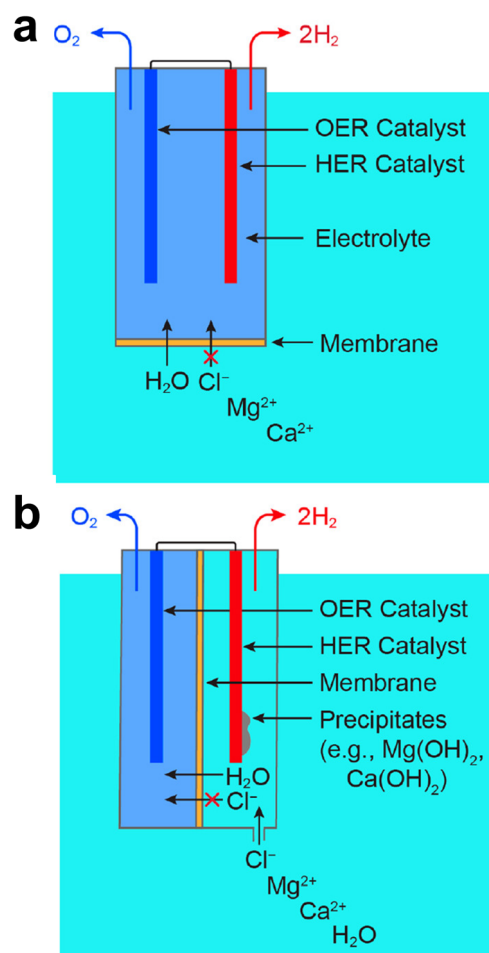 a
O₂
2H₂
OER Catalyst
HER Catalyst
Electrolyte
Membrane
H₂O
Cl⁻
Mg²⁺
Ca²⁺
b
O₂
2H₂
OER Catalyst
HER Catalyst
Membrane
Precipitates
(e.g., Mg(OH)₂,
Ca(OH)₂)
H₂O
Cl⁻
Cl⁻
Mg²⁺
Ca²⁺
H₂O